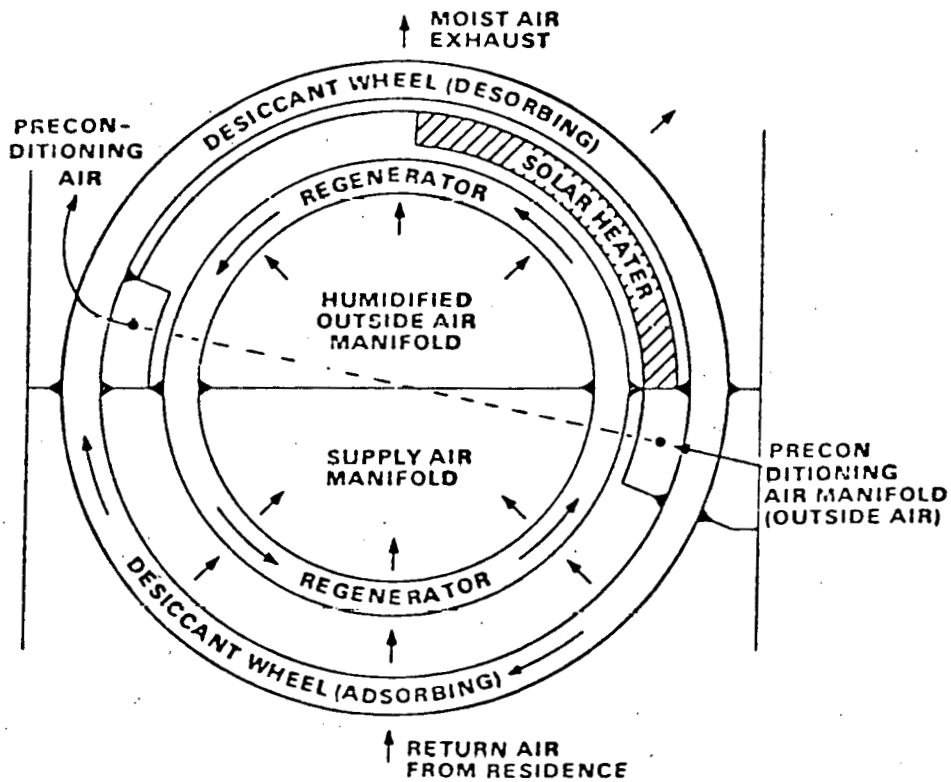 MOIST AIR
EXHAUST
DESICCANT WHEEL (DESORBING)
PRECON-
DITIONING
AIR
SOLAR HEATER
REGENERATOR
HUMIDIFIED
OUTSIDE AIR
MANIFOLD
SUPPLY AIR
MANIFOLD
PRECON
DITIONING
AIR MANIFOLD
(OUTSIDE AIR)
REGENERATOR
DESICCANT WHEEL (ADSORBING)
RETURN AIR
FROM RESIDENCE